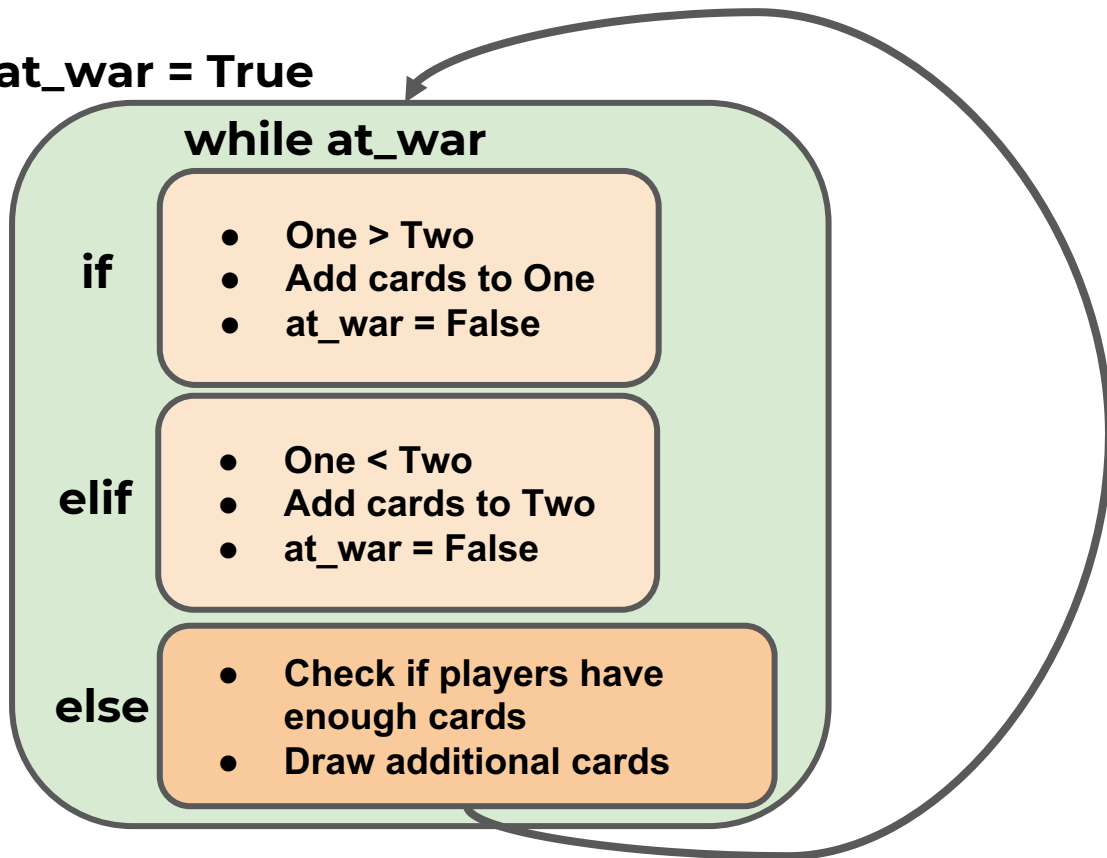 at_war = True
while at_war
if
● One > Two
● Add cards to One
● at_war = False
elif
● One < Two
● Add cards to Two
● at_war = False
else
● Check if players have
enough cards
● Draw additional cards